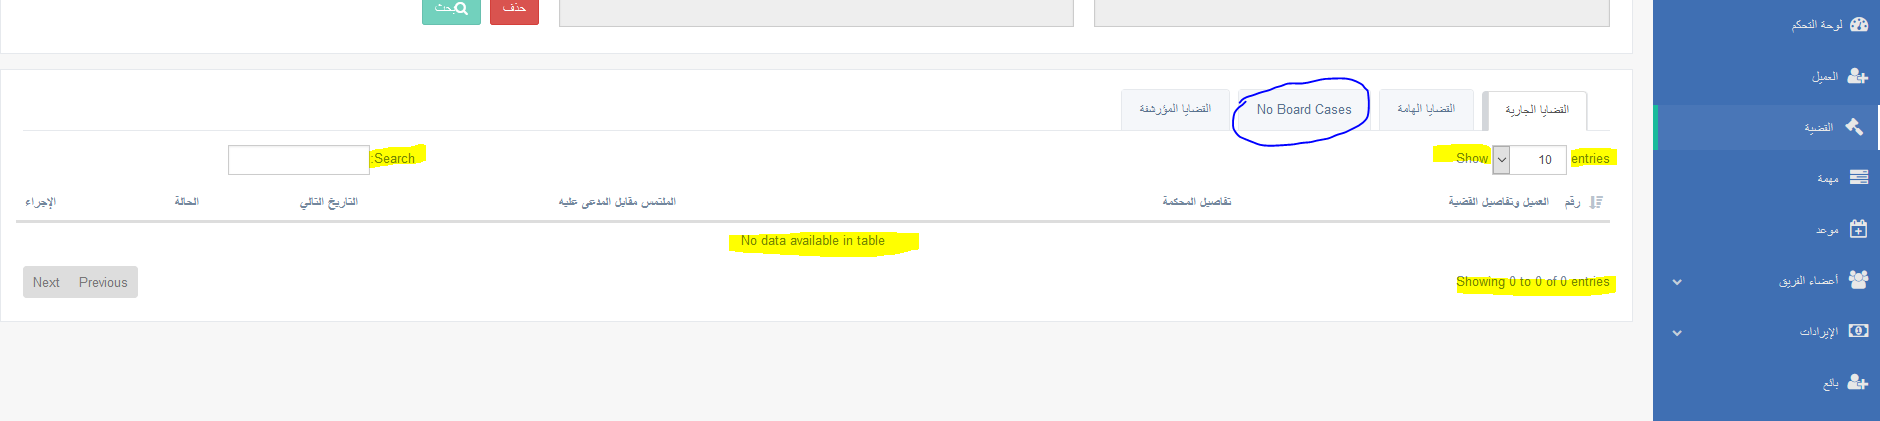 حذف
بحث
القضايا الجارية
القضايا الهامة
No Board Cases
القضايا المؤرشفة
Show 10 entries
Search:
رقم
العميل وتفاصيل القضية
تفاصيل المحكمة
الملتمس مقابل المدعى عليه
التاريخ التالي
الحالة
الإجراء
No data available in table
Showing 0 to 0 of 0 entries
Previous
Next
لوحة التحكم
العميل
القضية
مهمة
موعد
أعضاء الفريق
الإيرادات
بائع